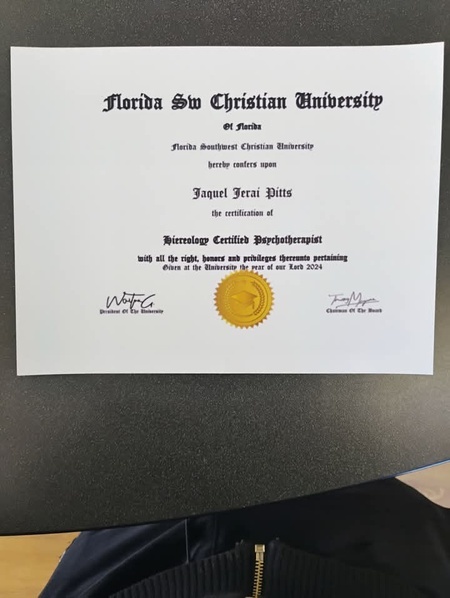 Florida Sw Christian University
Of Florida
Florida Southwest Christian University
hereby confers upon
Jaquel Jerai Pitts
the certification of
Hiereology Certified Psychotherapist
with all the right, honors and privileges thereunto pertaining
Given at the University the year of our Lord 2024
President Of The University
Chairman Of The Board